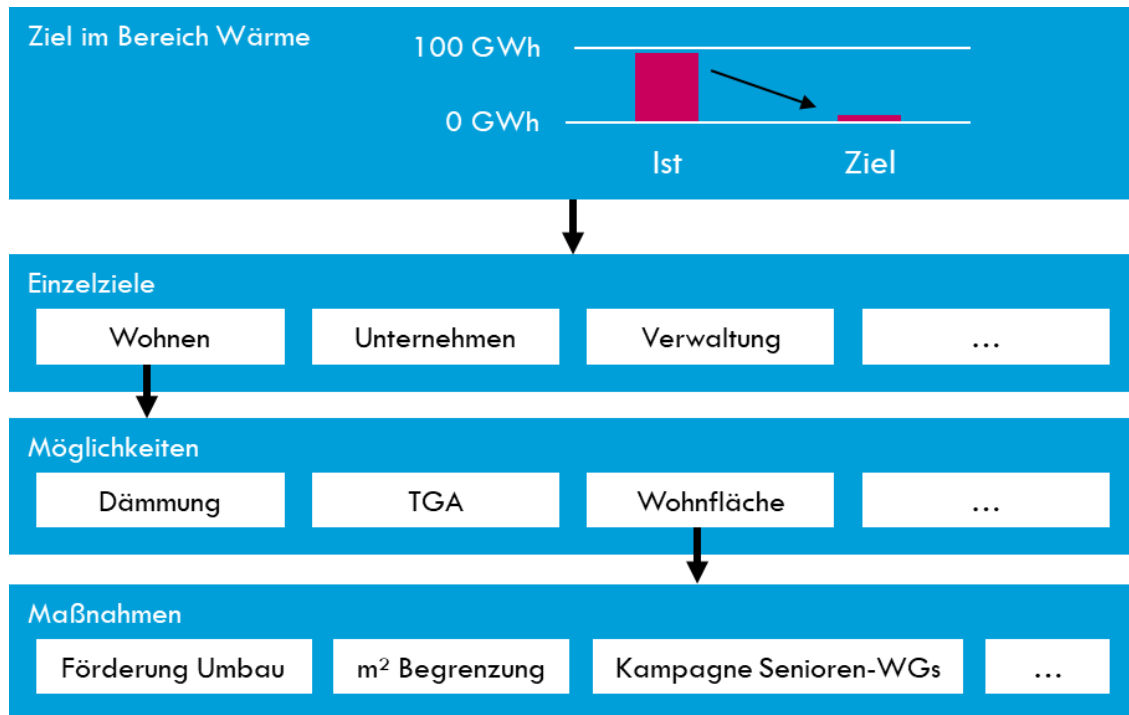 Ziel im Bereich Wärme
100 GWh
0 GWh
Ist Ziel
Einzelziele
Wohnen Unternehmen Verwaltung ...
Möglichkeiten
Dämmung TGA Wohnfläche ...
Maßnahmen
Förderung Umbau m² Begrenzung Kampagne Senioren-WGs ...